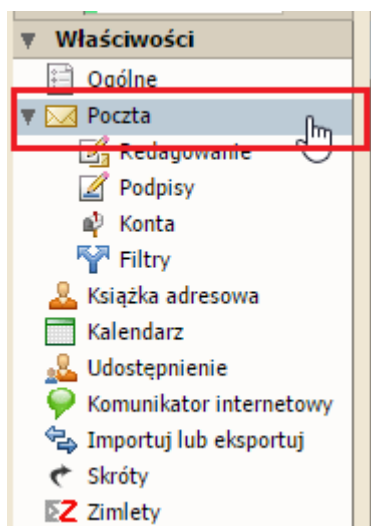 Właściwości
Ogólne
Poczta
Redagowanie
Podpisy
Konta
Filtry
Książka adresowa
Kalendarz
Udostępnienie
Komunikator internetowy
Importuj lub eksportuj
Skróty
Zimlety